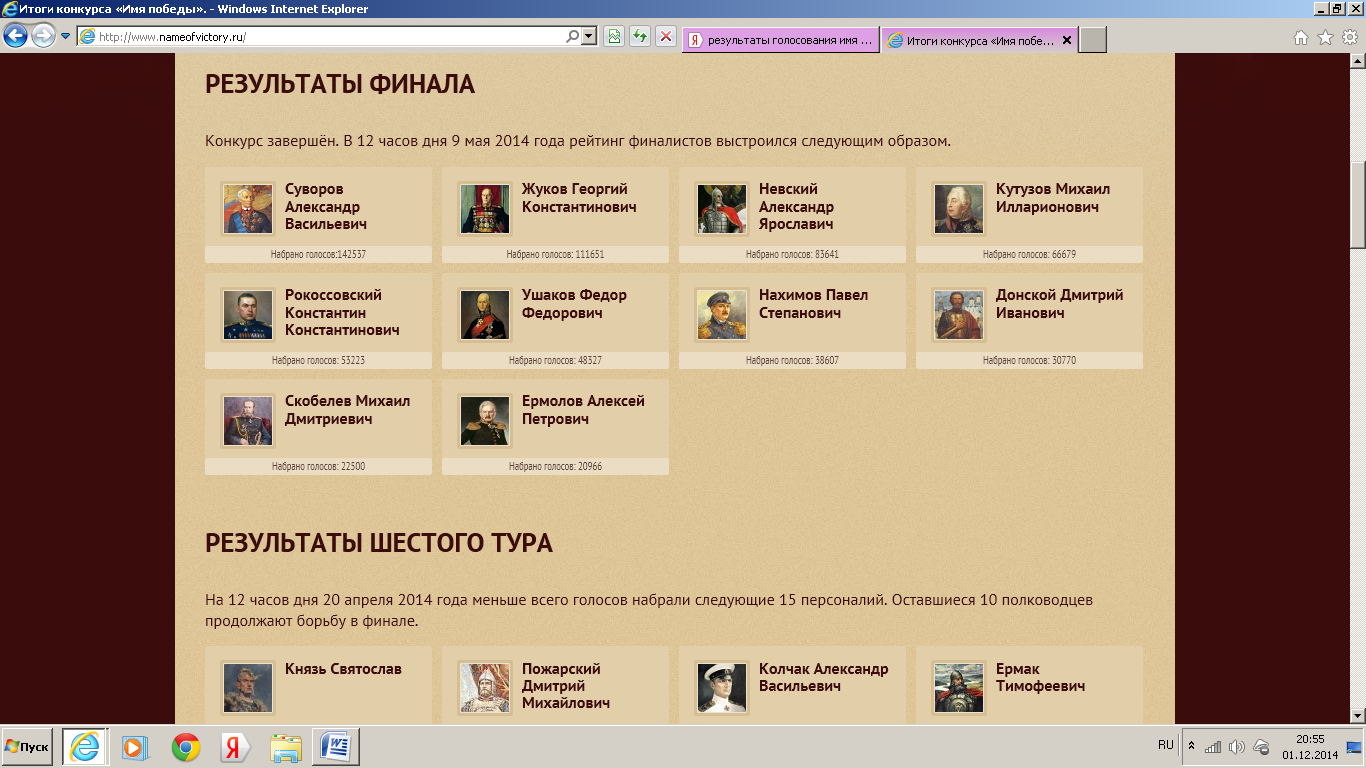 Итоги конкурса «Имя победы». - Windows Internet Explorer
http://www.nameofvictory.ru/
результаты голосования имя ...
Итоги конкурса «Имя побе...
РЕЗУЛЬТАТЫ ФИНАЛА
Конкурс завершён. В 12 часов дня 9 мая 2014 года рейтинг финалистов выстроился следующим образом.
Суворов
Александр
Васильевич
Набрано голосов:142537
Жуков Георгий
Константинович
Набрано голосов: 111651
Невский
Александр
Ярославич
Набрано голосов: 83641
Кутузов Михаил
Илларионович
Набрано голосов: 66679
Рокоссовский
Константин
Константинович
Набрано голосов: 53223
Ушаков Федор
Федорович
Набрано голосов: 48327
Нахимов Павел
Степанович
Набрано голосов: 38607
Донской Дмитрий
Иванович
Набрано голосов: 30770
Скобелев Михаил
Дмитриевич
Набрано голосов: 22500
Ермолов Алексей
Петрович
Набрано голосов: 20966
РЕЗУЛЬТАТЫ ШЕСТОГО ТУРА
На 12 часов дня 20 апреля 2014 года меньше всего голосов набрали следующие 15 персоналий. Оставшиеся 10 полководцев
продолжают борьбу в финале.
Князь Святослав
Пожарский
Дмитрий
Михайлович
Колчак Александр
Васильевич
Ермак
Тимофеевич
Пуск
RU
20:55
01.12.2014